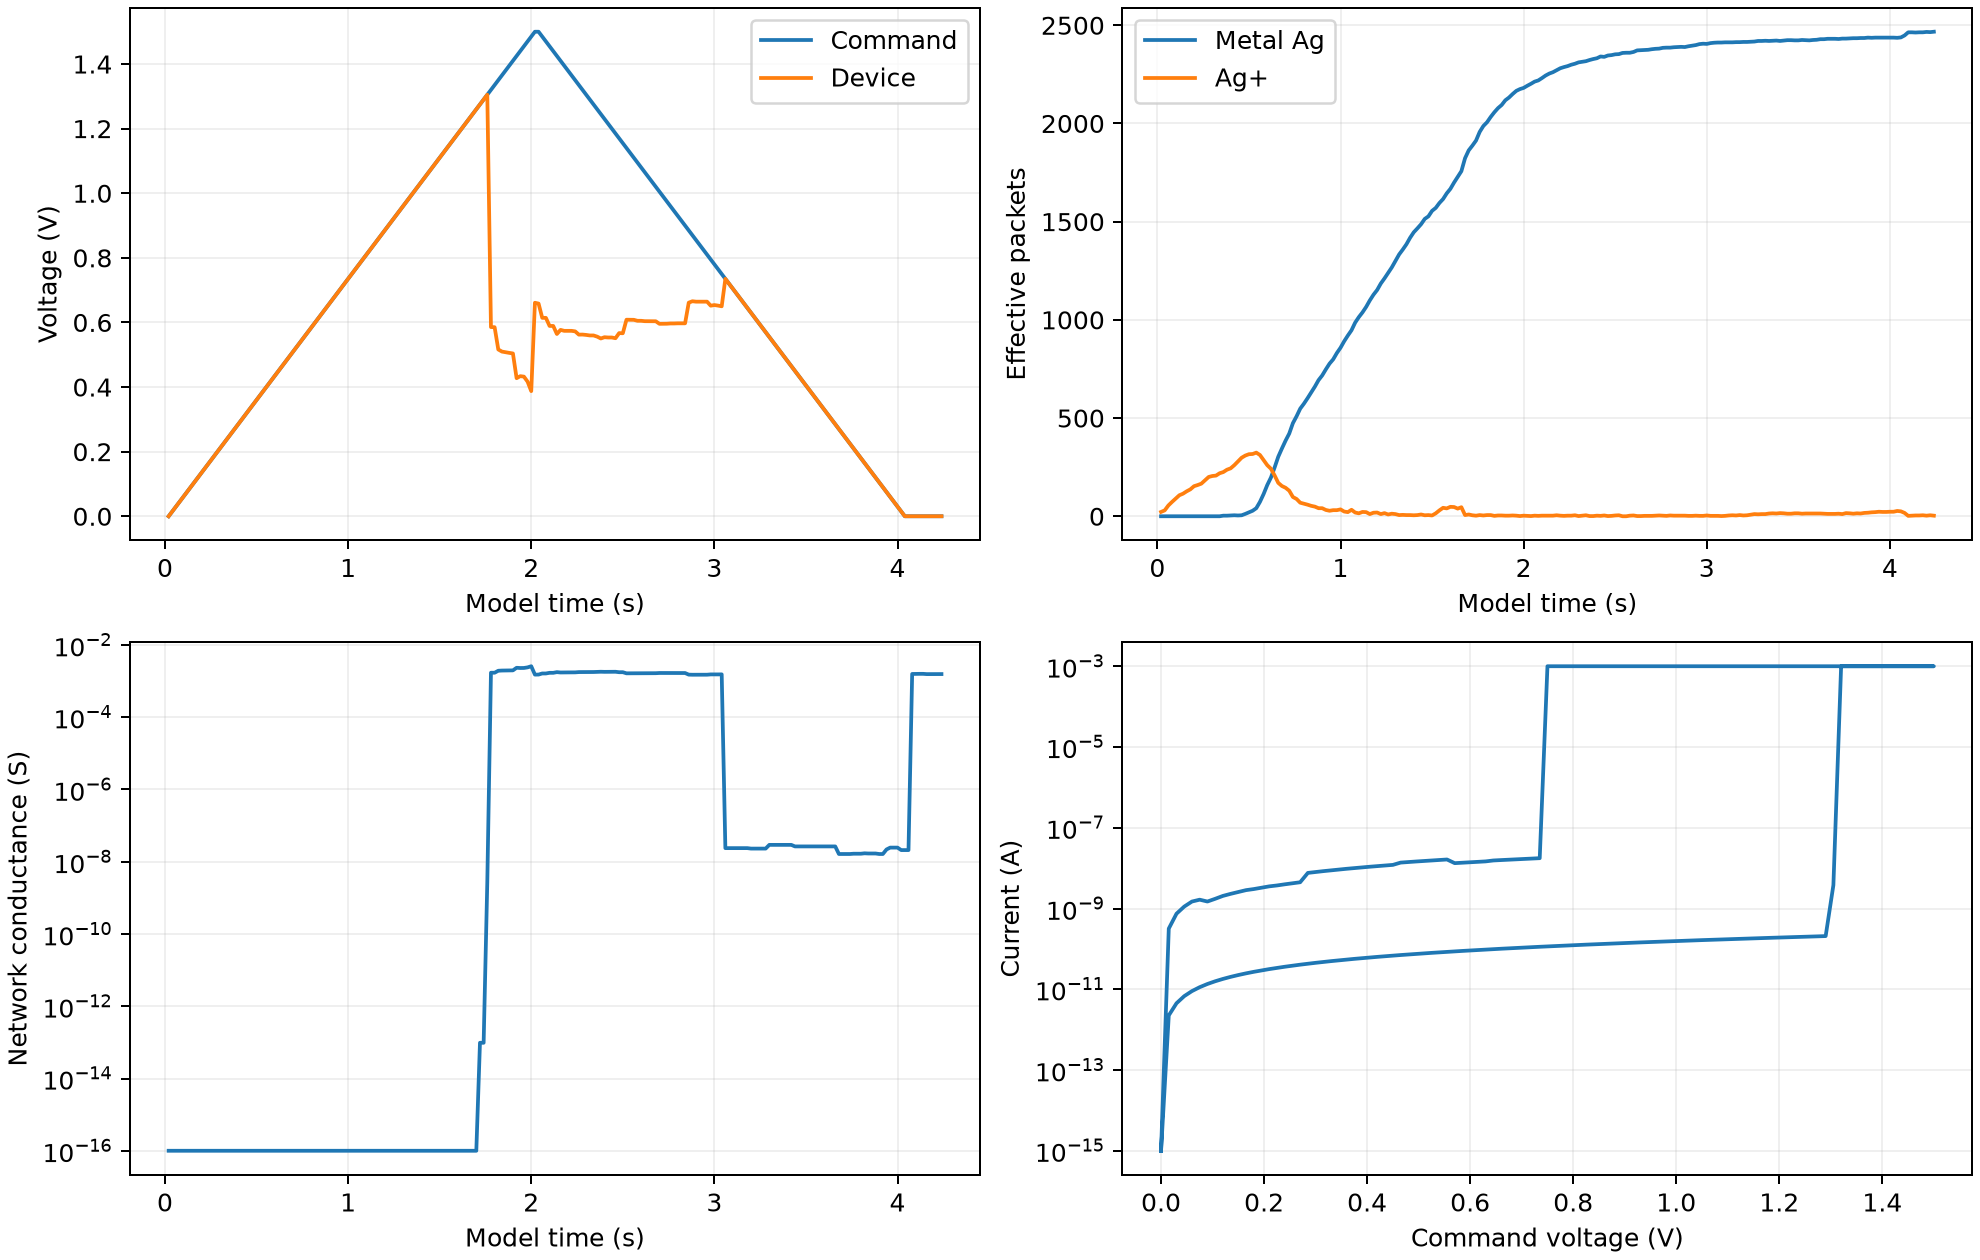 Command
Device
1.4
1.2
1.0
0.8
0.6
0.4
0.2
0.0
Voltage (V)
0 1 2 3 4
Model time (s)
Metal Ag
Ag+
2500
2000
1500
1000
500
0
Effective packets
0 1 2 3 4
Model time (s)
10⁻²
10⁻⁴
10⁻⁶
10⁻⁸
10⁻¹⁰
10⁻¹²
10⁻¹⁴
10⁻¹⁶
Network conductance (S)
0 1 2 3 4
Model time (s)
10⁻³
10⁻⁵
10⁻⁷
10⁻⁹
10⁻¹¹
10⁻¹³
10⁻¹⁵
Current (A)
0.0 0.2 0.4 0.6 0.8 1.0 1.2 1.4
Command voltage (V)